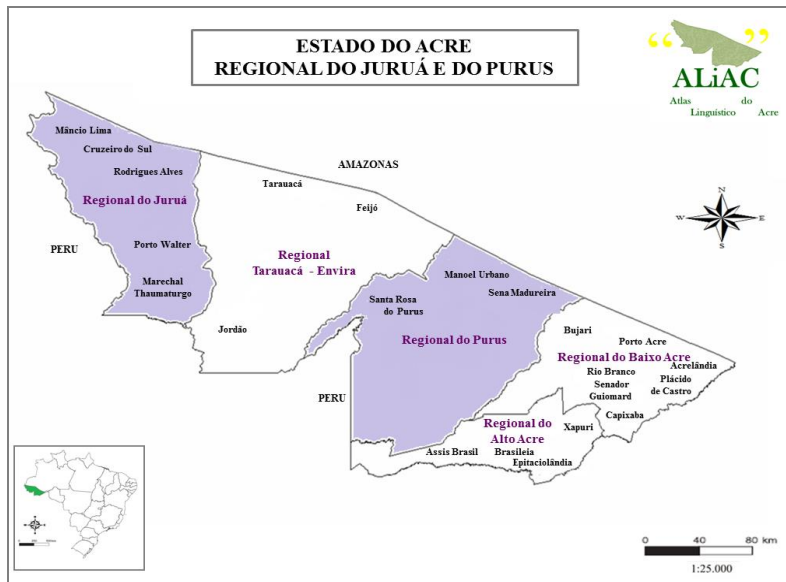 ESTADO DO ACRE
REGIONAL DO JURUÁ E DO PURUS
“ ”
ALiAC
Atlas do
Linguístico Acre
Mâncio Lima
Cruzeiro do Sul
Rodrigues Alves
Regional do Juruá
PERU
Porto Walter
Marechal
Thaumaturgo
AMAZONAS
Tarauacá
Feijó
Regional
Tarauacá - Envira
Jordão
N
W E
S
Manoel Urbano
Santa Rosa
do Purus
Sena Madureira
Regional do Purus
PERU
Bujari
Porto Acre
Regional do Baixo Acre
Acrelândia
Rio Branco
Plácido
de Castro
Senador
Guiomard
Capixaba
Regional do
Alto Acre
Xapuri
Assis Brasil
Brasileia
Epitaciolândia
0 40 80 km
1:25.000